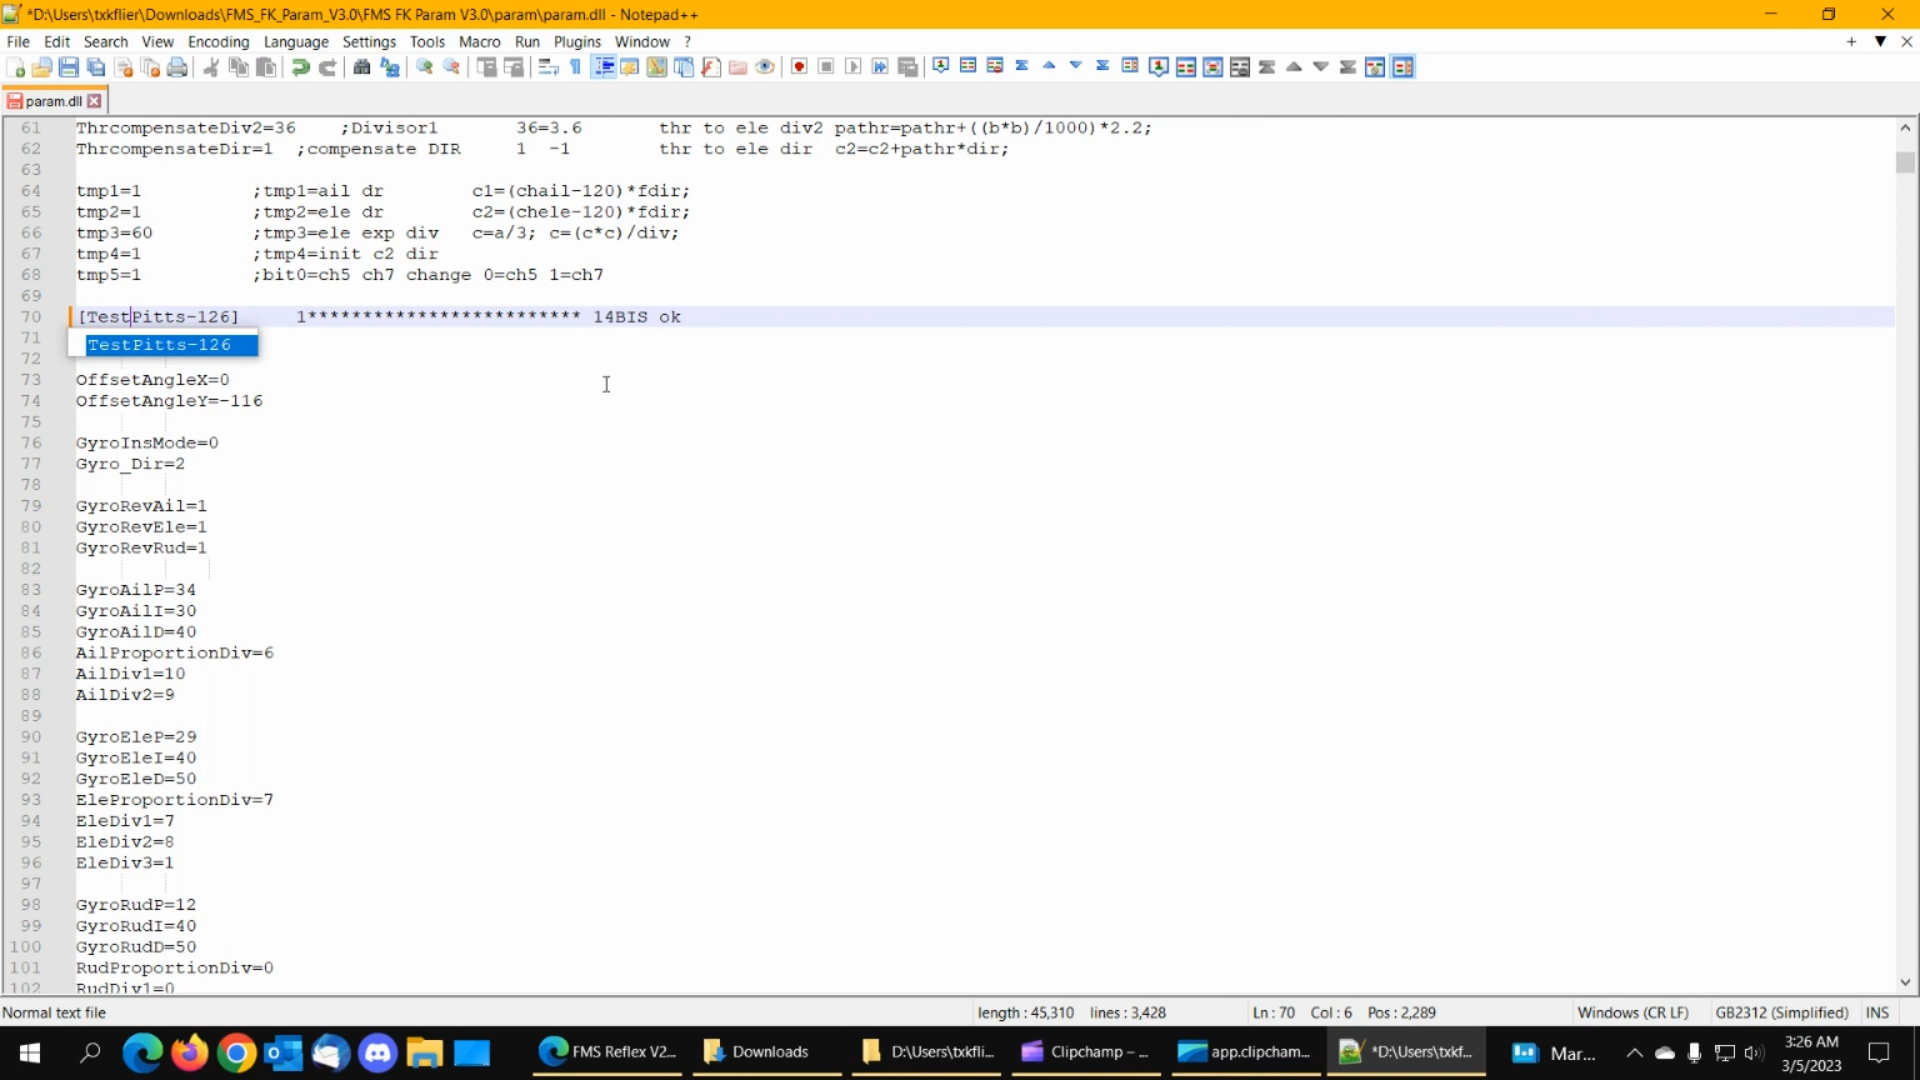 *D:\Users\txkflier\Downloads\FMS_FK_Param_V3.0\FMS FK Param V3.0\param\param.dll - Notepad++
File Edit Search View Encoding Language Settings Tools Macro Run Plugins Window ?
param.dll
61 ThrcompensateDiv2=36 ;Divisor1 36=3.6 thr to ele div2 pathr=pathr+((b*b)/1000)*2.2;
62 ThrcompensateDir=1 ;compensate DIR 1 -1 thr to ele dir c2=c2+pathr*dir;
63
64 tmp1=1 ;tmp1=ail dr c1=(chail-120)*fdir;
65 tmp2=1 ;tmp2=ele dr c2=(chele-120)*fdir;
66 tmp3=60 ;tmp3=ele exp div c=a/3; c=(c*c)/div;
67 tmp4=1 ;tmp4=init c2 dir
68 tmp5=1 ;bit0=ch5 ch7 change 0=ch5 1=ch7
69
70 [TestPitts-126] 1************************* 14BIS ok
71 TestPitts-126
72
73 OffsetAngleX=0
74 OffsetAngleY=-116
75
76 GyroInsMode=0
77 Gyro_Dir=2
78
79 GyroRevAil=1
80 GyroRevEle=1
81 GyroRevRud=1
82
83 GyroAilP=34
84 GyroAilI=30
85 GyroAilD=40
86 AilProportionDiv=6
87 AilDiv1=10
88 AilDiv2=9
89
90 GyroEleP=29
91 GyroEleI=40
92 GyroEleD=50
93 EleProportionDiv=7
94 EleDiv1=7
95 EleDiv2=8
96 EleDiv3=1
97
98 GyroRudP=12
99 GyroRudI=40
100 GyroRudD=50
101 RudProportionDiv=0
102 RudDiv1=0
Normal text file length : 45,310 lines : 3,428 Ln : 70 Col : 6 Pos : 2,289 Windows (CR LF) GB2312 (Simplified) INS
FMS Reflex V2... Downloads D:\Users\txkfli... Clipchamp – ... app.clipcham... *D:\Users\txkf... Mar... 3:26 AM
3/5/2023